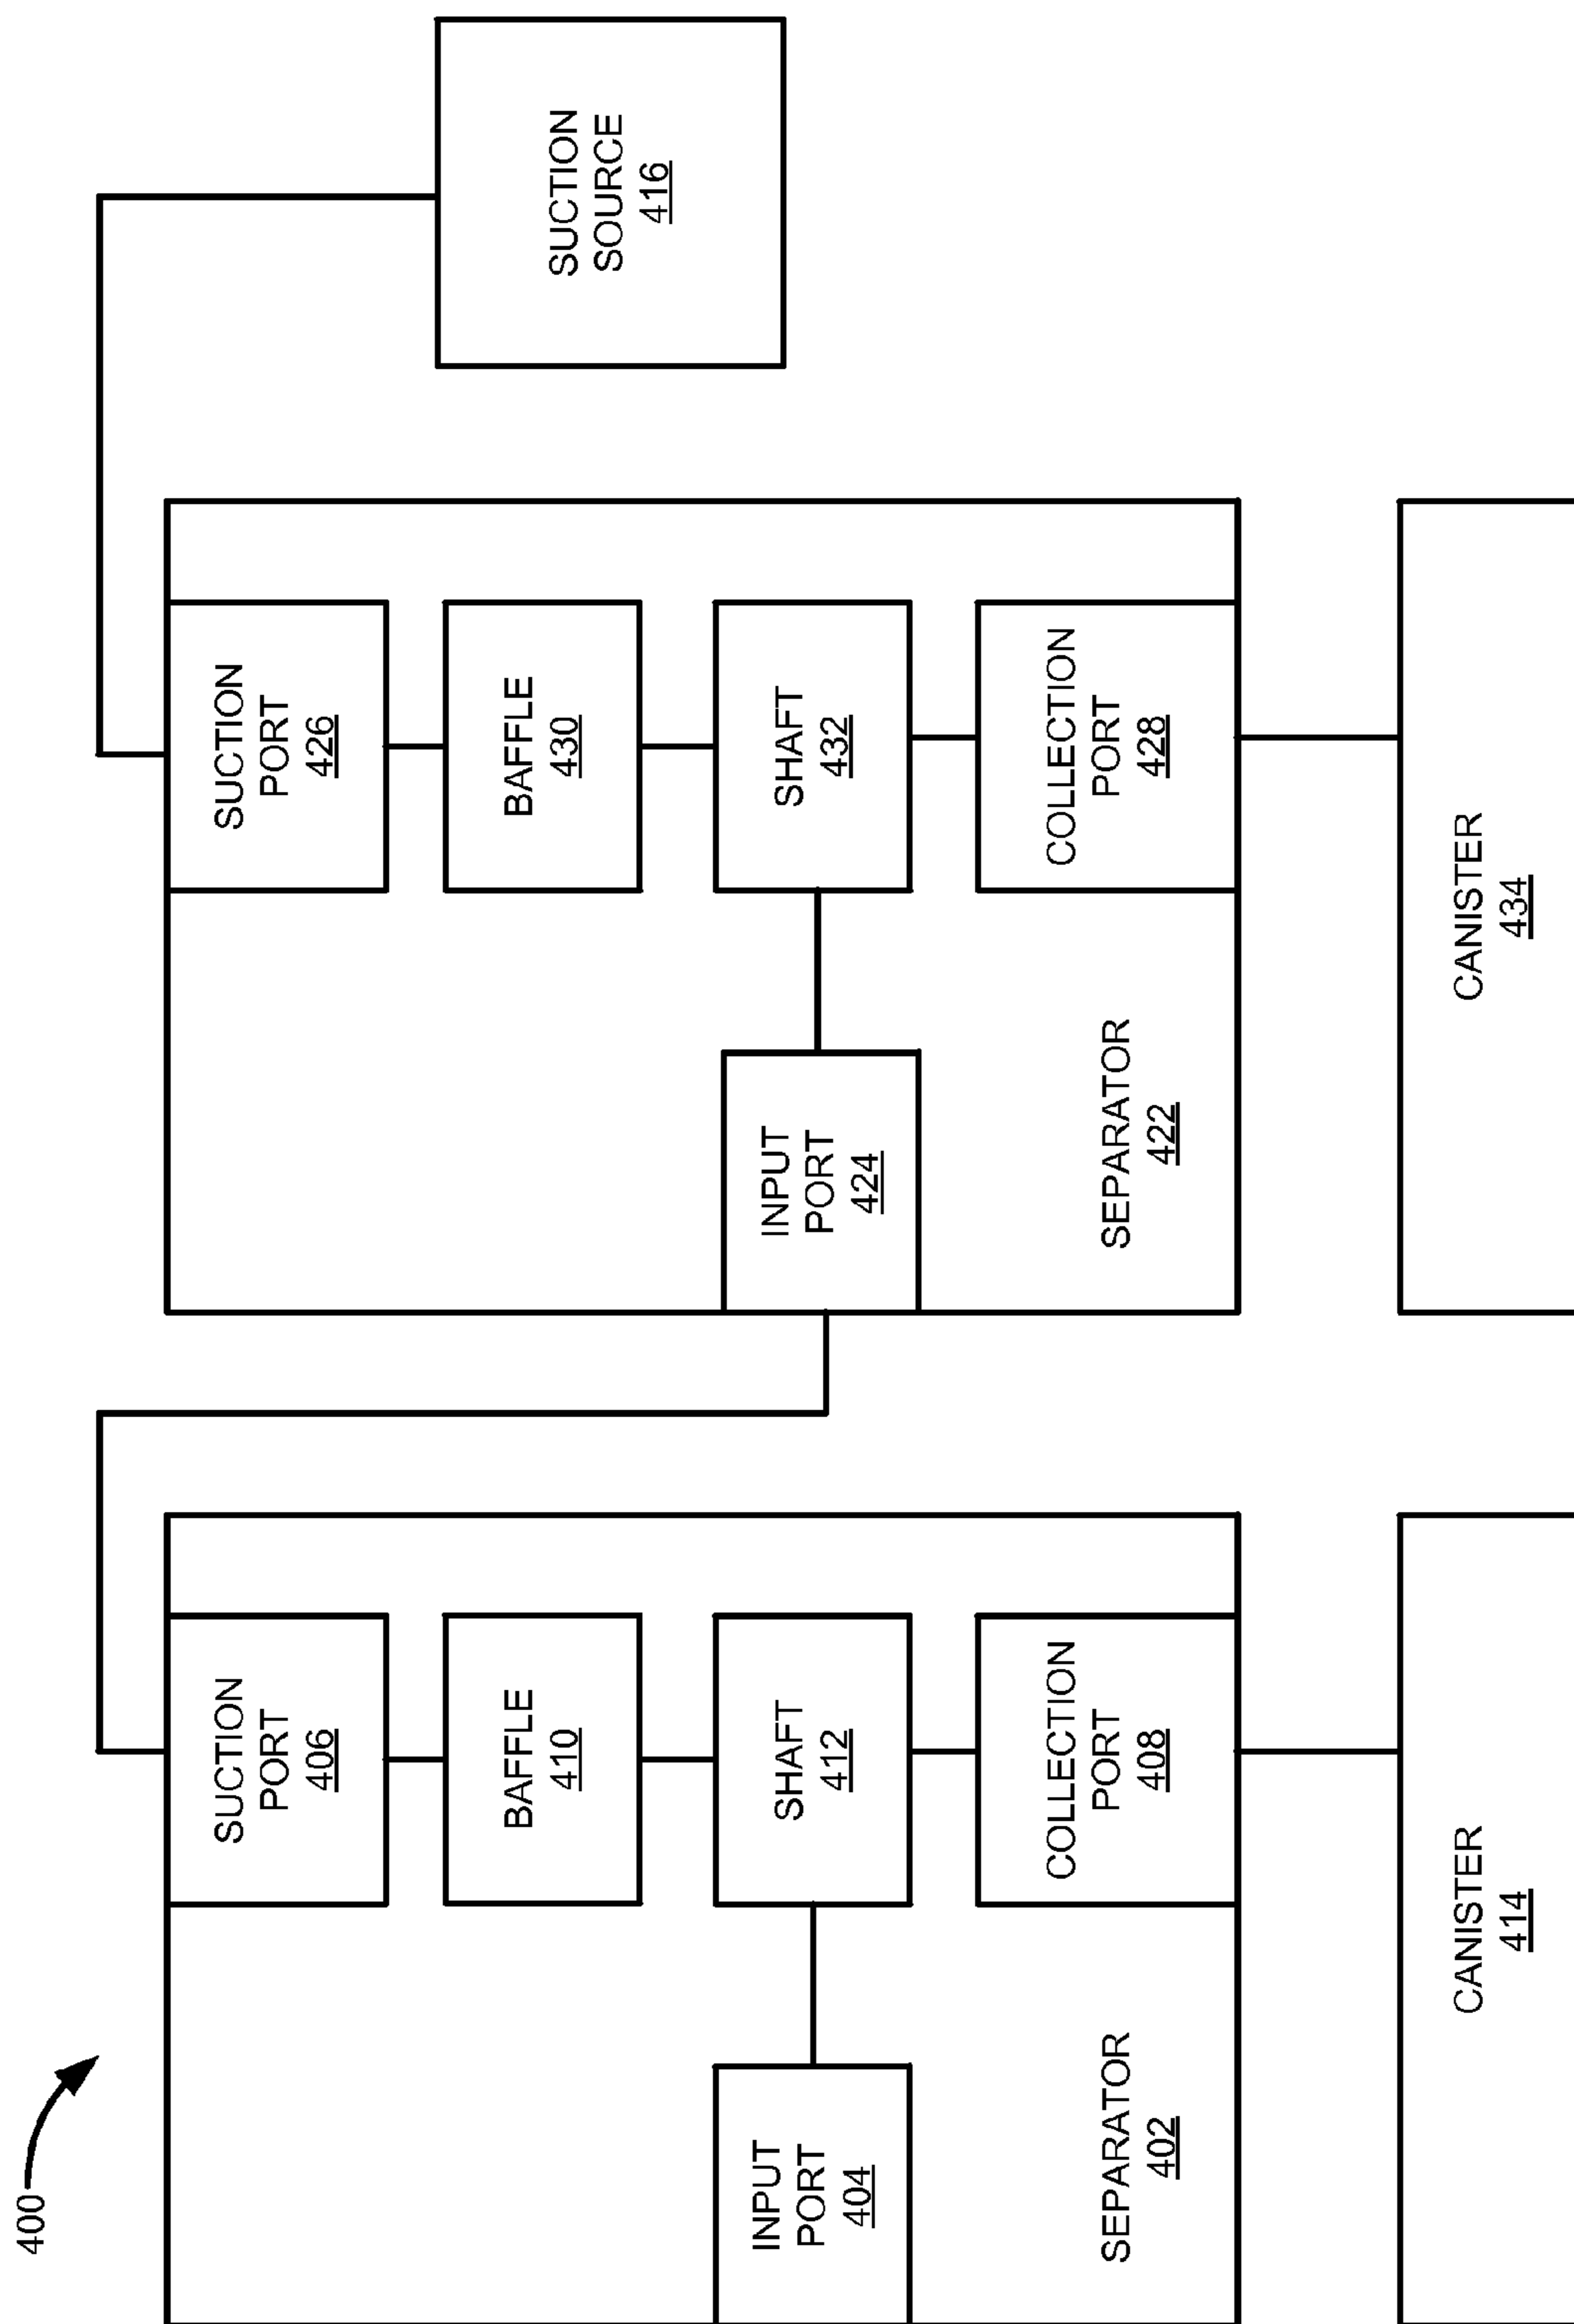 400
SUCTION
PORT
406
BAFFLE
410
INPUT
PORT
404
SHAFT
412
COLLECTION
PORT
408
SEPARATOR
402
CANISTER
414
SUCTION
PORT
426
BAFFLE
430
INPUT
PORT
424
SHAFT
432
COLLECTION
PORT
428
SEPARATOR
422
CANISTER
434
SUCTION
SOURCE
416